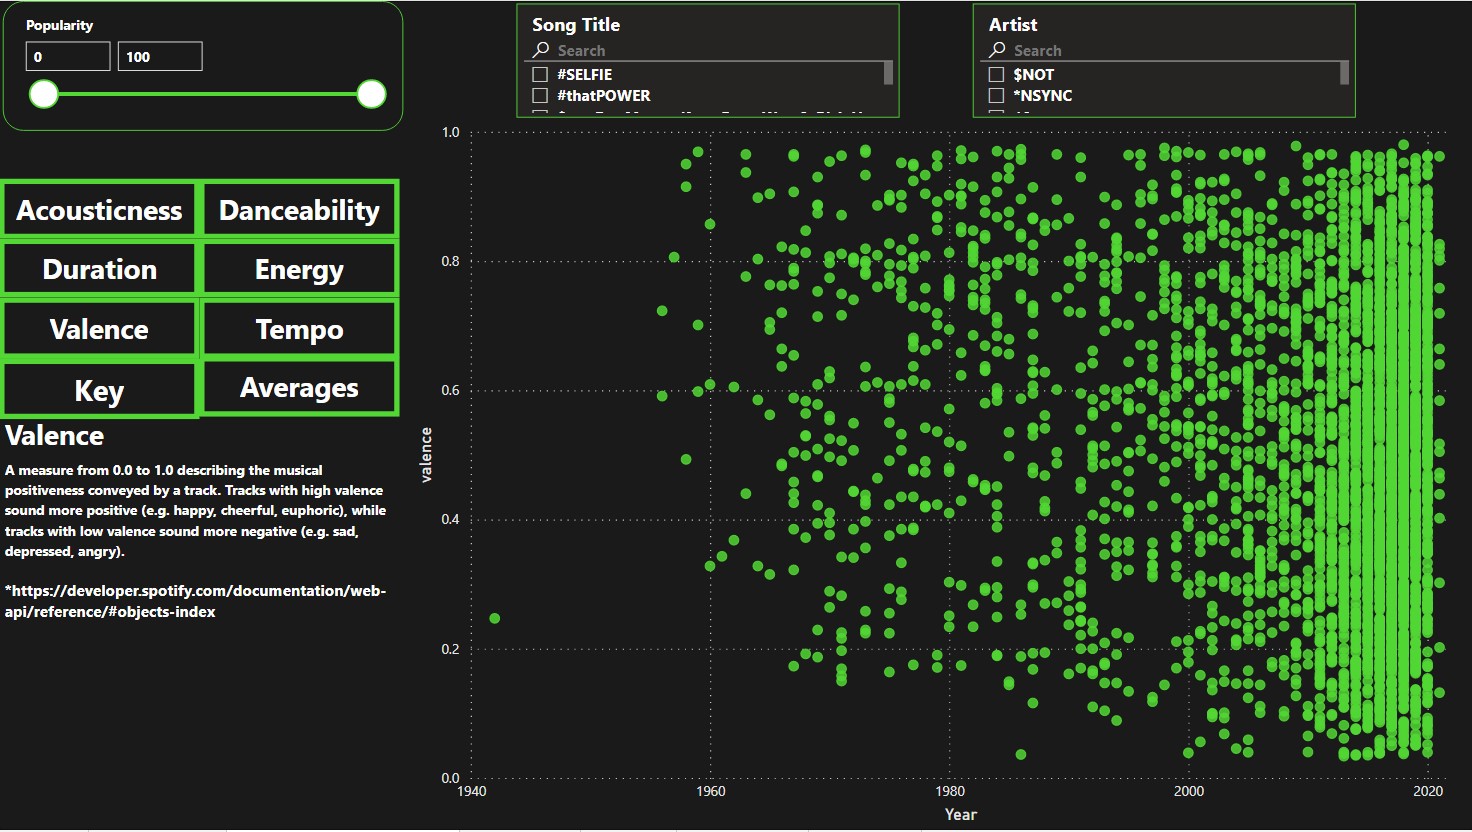 Popularity
0
100
Song Title
Search
#SELFIE
#thatPOWER
Artist
Search
$NOT
*NSYNC
Acousticness
Danceability
Duration
Energy
Valence
Tempo
Key
Averages
Valence
A measure from 0.0 to 1.0 describing the musical
positiveness conveyed by a track. Tracks with high valence
sound more positive (e.g. happy, cheerful, euphoric), while
tracks with low valence sound more negative (e.g. sad,
depressed, angry).
*https://developer.spotify.com/documentation/web-
api/reference/#objects-index
valence
1.0
0.8
0.6
0.4
0.2
0.0
1940
1960
1980
2000
2020
Year